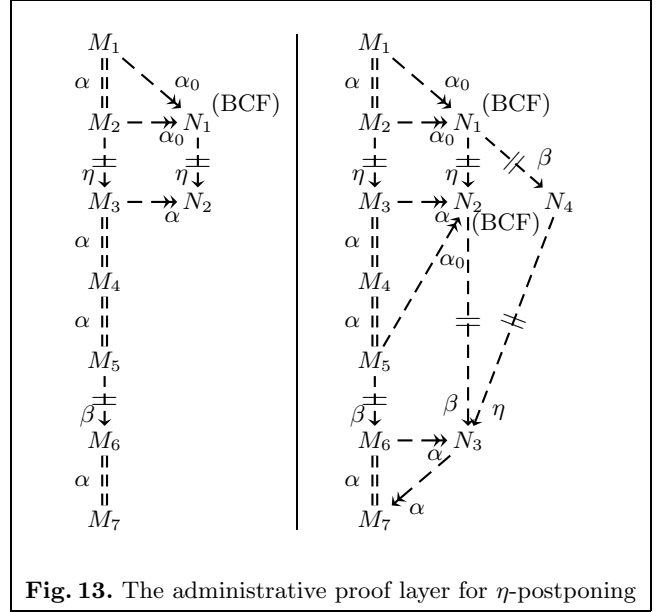 M₁ M₁
α α₀ α α₀
(BCF) (BCF)
M₂ N₁ M₂ N₁
α₀ α₀ β
η η η η
M₃ N₂ M₃ N₂ N₄
α α
(BCF)
α α
α₀
M₄ M₄
α α
M₅ M₅
β β β η
M₆ M₆ N₃
α
α α
α
M₇ M₇
Fig. 13. The administrative proof layer for η-postponing